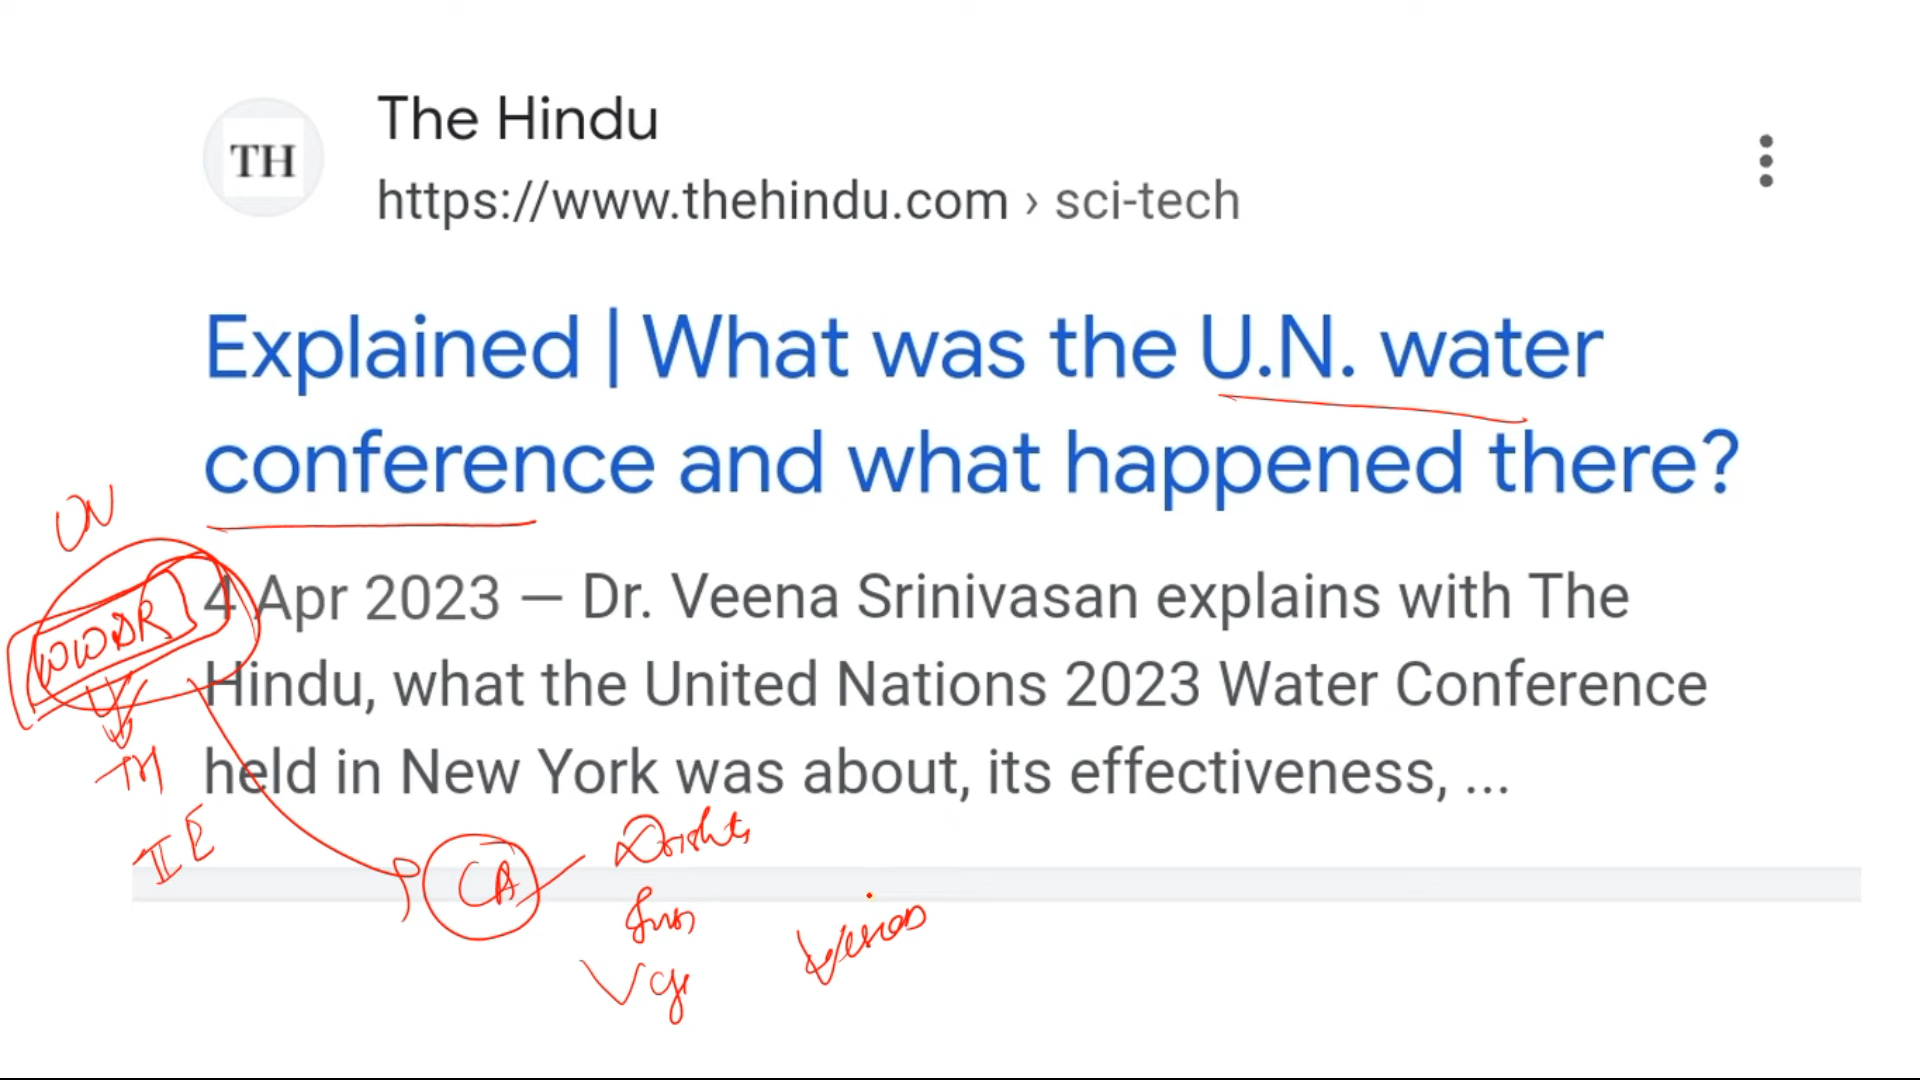 TH
The Hindu
https://www.thehindu.com › sci-tech
Explained | What was the U.N. water
conference and what happened there?
UN
4 Apr 2023 — Dr. Veena Srinivasan explains with The
WWDR
Hindu, what the United Nations 2023 Water Conference
held in New York was about, its effectiveness, ...
TH
IE
CA